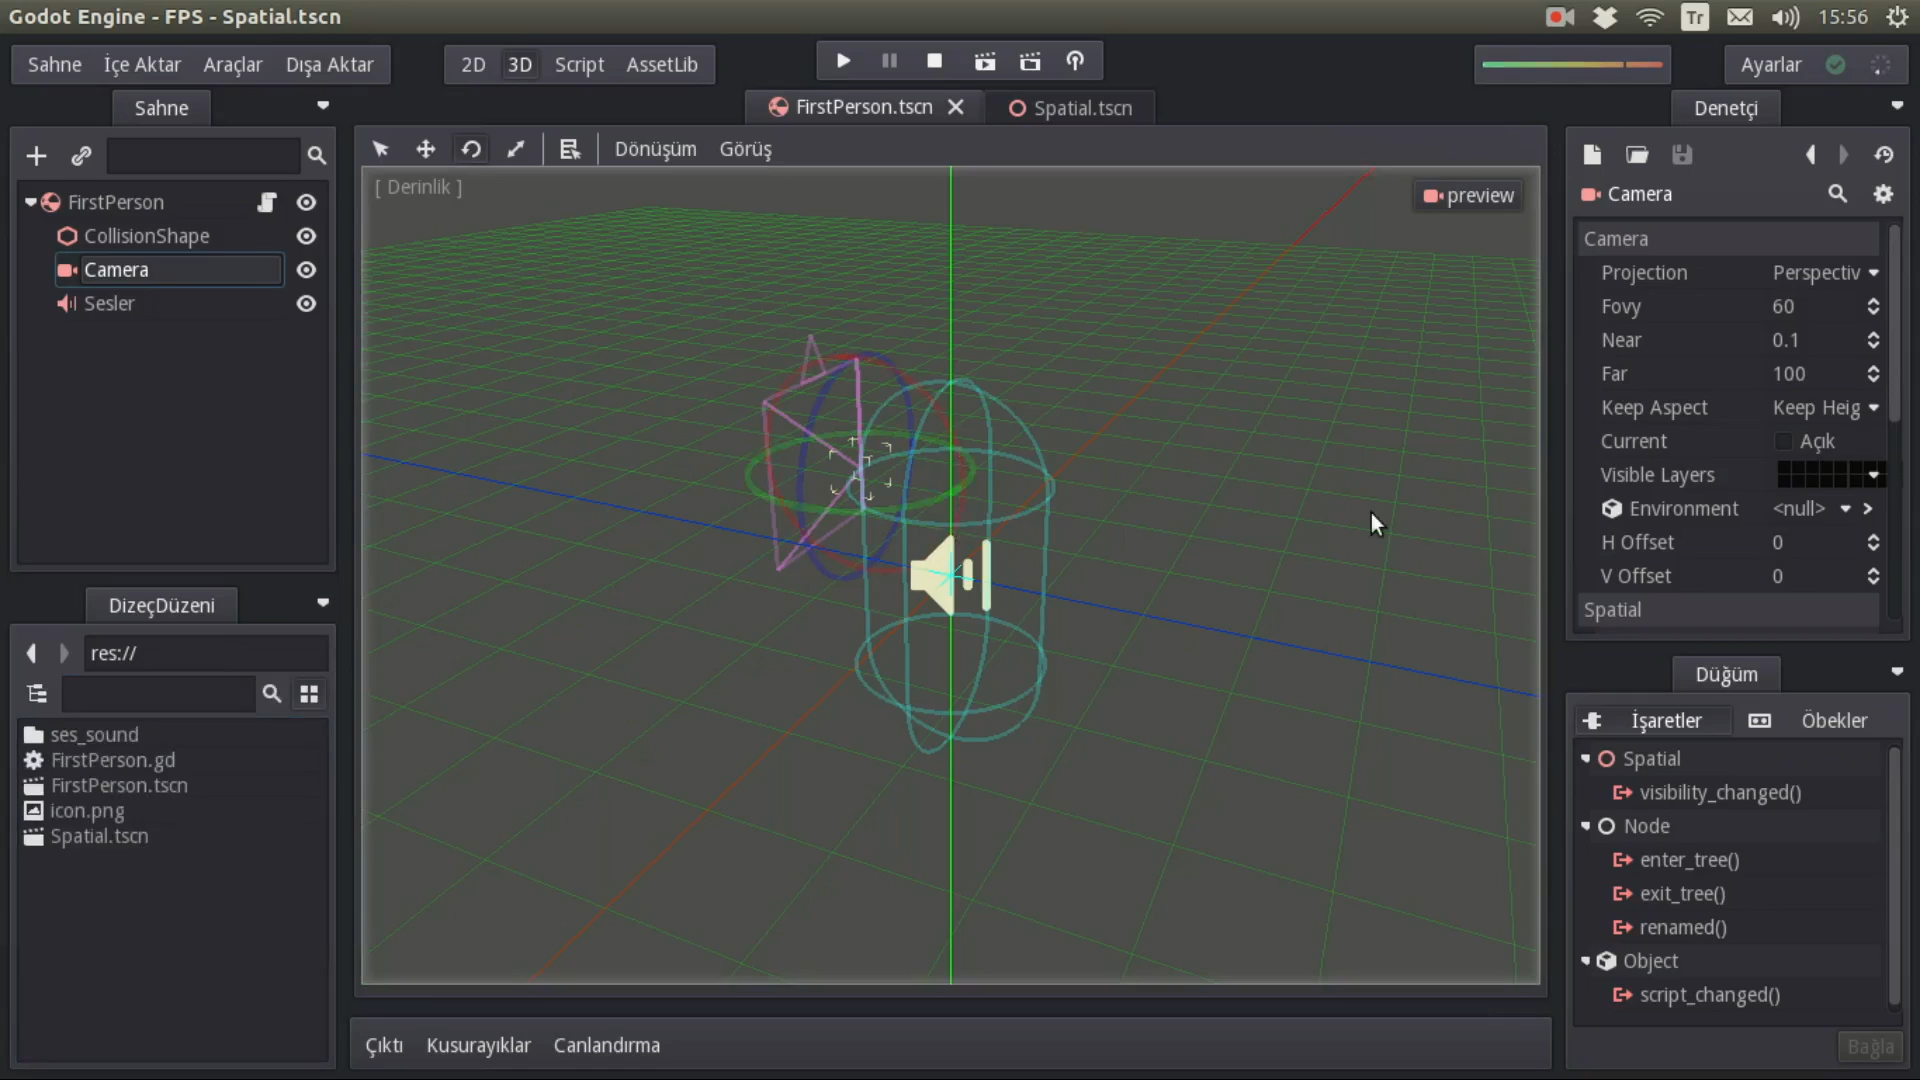 Godot Engine - FPS - Spatial.tscn
Tr
15:56
Sahne İçe Aktar Araçlar Dışa Aktar
2D 3D Script AssetLib
Ayarlar
Sahne
FirstPerson.tscn
Spatial.tscn
Denetçi
Dönüşüm Görüş
[ Derinlik ]
preview
FirstPerson
CollisionShape
Camera
Sesler
DizeçDüzeni
res://
ses_sound
FirstPerson.gd
FirstPerson.tscn
icon.png
Spatial.tscn
Camera
Camera
Projection Perspectiv
Fovy 60
Near 0.1
Far 100
Keep Aspect Keep Heig
Current Açık
Visible Layers
Environment <null>
H Offset 0
V Offset 0
Spatial
Düğüm
İşaretler Öbekler
Spatial
visibility_changed()
Node
enter_tree()
exit_tree()
renamed()
Object
script_changed()
Bağla
Çıktı Kusurayıklar Canlandırma